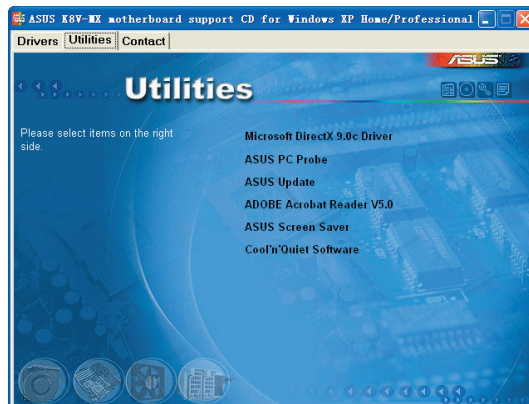 ASUS K8V-MX motherboard support CD for Windows XP Home/Professional
Drivers Utilities Contact
ASUS
Utilities
Please select items on the right
side.
Microsoft DirectX 9.0c Driver
ASUS PC Probe
ASUS Update
ADOBE Acrobat Reader V5.0
ASUS Screen Saver
Cool'n'Quiet Software